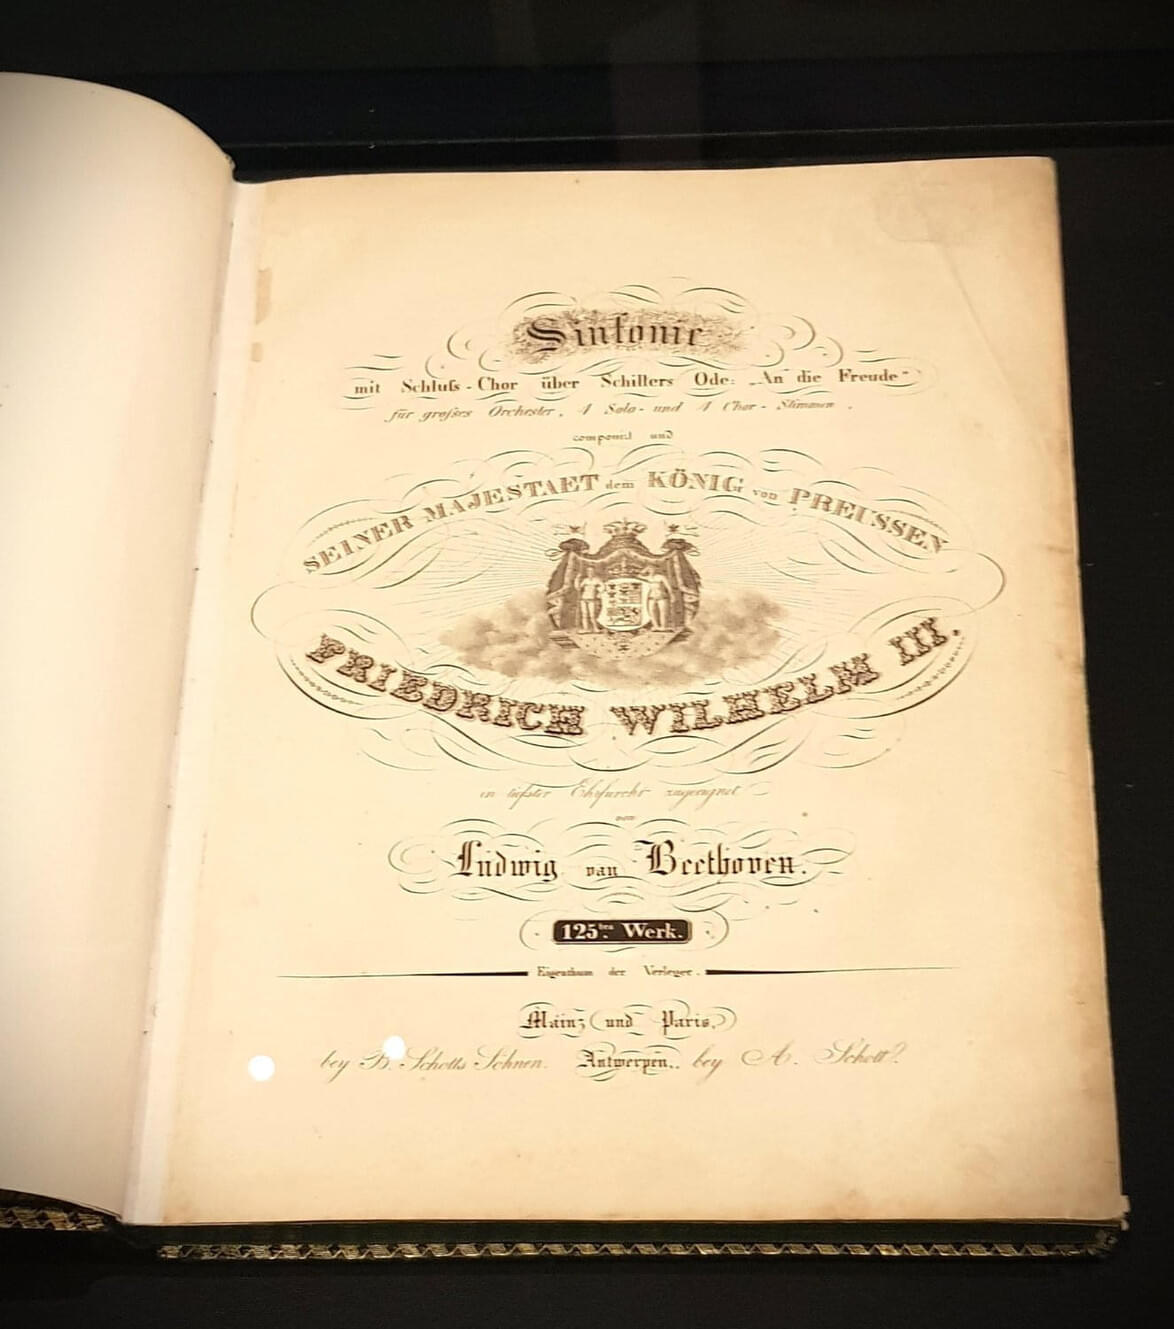 Sinfonie
mit Schluſs-Chor über Schillers Ode: „An die Freude“
für großes Orchester, 4 Solo- und 4 Chor-Stimmen,
componirt und
SEINER MAJESTAET dem KÖNIG von PREUSSEN
FRIEDRICH WILHELM III.
in tiefster Ehrfurcht zugeeignet
von
Ludwig van Beethoven.
125tes Werk.
Eigenthum der Verleger.
Mainz und Paris,
bey B. Schotts Söhnen. Antwerpen, bey A. Schott.